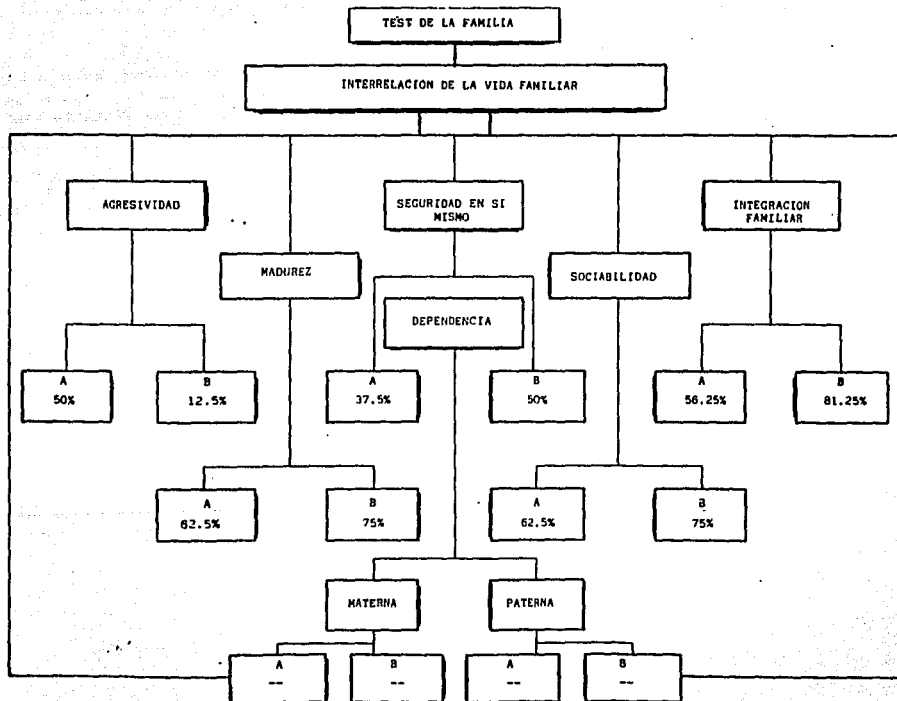 TEST DE LA FAMILIA
INTERRELACION DE LA VIDA FAMILIAR
AGRESIVIDAD
SEGURIDAD EN SI
MISMO
INTEGRACION
FAMILIAR
MADUREZ
SOCIABILIDAD
DEPENDENCIA
A
50%
B
12.5%
A
37.5%
B
50%
A
56.25%
B
81.25%
A
62.5%
B
75%
A
62.5%
B
75%
MATERNA
PATERNA
A
--
B
--
A
--
B
--